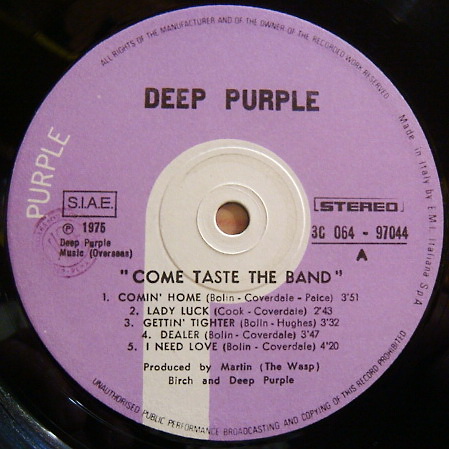 ALL RIGHTS OF THE MANUFACTURER AND OF THE OWNER OF THE RECORDED WORK RESERVED
DEEP PURPLE
PURPLE
S.I.A.E.
℗ 1975
Deep Purple
Music (Overseas)
STEREO
3C 064 - 97044
A
Made in Italy by E.M.I. Italiana SpA
"COME TASTE THE BAND"
1. COMIN' HOME (Bolin - Coverdale - Paice) 3'51
2. LADY LUCK (Cook - Coverdale) 2'43
3. GETTIN' TIGHTER (Bolin - Hughes) 3'32
4. DEALER (Bolin - Coverdale) 3'47
5. I NEED LOVE (Bolin - Coverdale) 4'20
Produced by Martin (The Wasp)
Birch and Deep Purple
UNAUTHORISED PUBLIC PERFORMANCE BROADCASTING AND COPYING OF THIS RECORD PROHIBITED